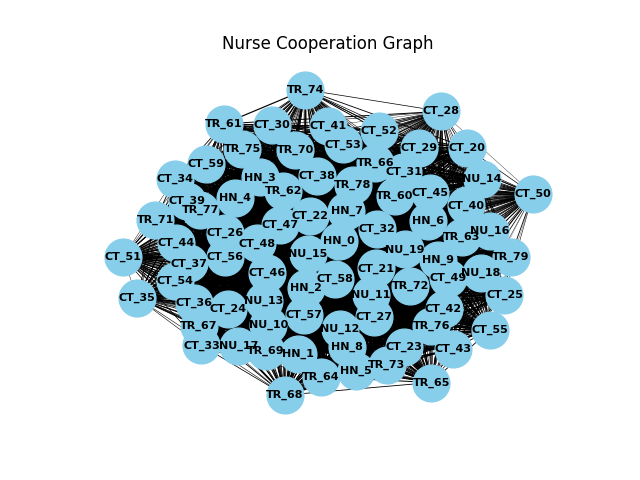 Nurse Cooperation Graph
TR_74
CT_28
TR_61
CT_30
CT_41
CT_52
CT_53
CT_29
CT_20
TR_75
TR_70
CT_59
TR_66
CT_31
CT_34
HN_3
CT_38
NU_14
TR_78
TR_62
CT_39
HN_4
TR_60
CT_45
CT_50
CT_40
TR_77
HN_7
CT_22
TR_71
HN_6
CT_47
CT_26
CT_32
NU_16
TR_63
HN_0
CT_44
CT_48
NU_19
NU_15
CT_51
CT_56
TR_79
HN_9
CT_37
CT_21
CT_46
NU_18
CT_49
CT_58
CT_54
TR_72
HN_2
CT_35
NU_11
CT_25
NU_13
CT_36
CT_24
CT_42
CT_57
CT_27
TR_67
NU_10
TR_76
NU_12
CT_55
CT_33
NU_17
HN_8
CT_23
CT_43
TR_69
HN_1
TR_73
HN_5
TR_64
TR_65
TR_68